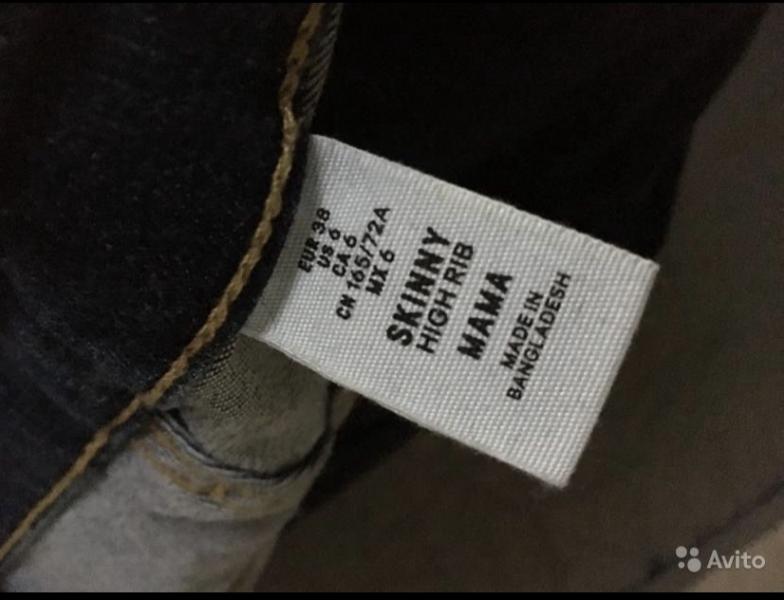 EUR 38
US 6
CA 6
CN 165/72A
MX 6
SKINNY
HIGH RIB
MAMA
MADE IN
BANGLADESH
Avito